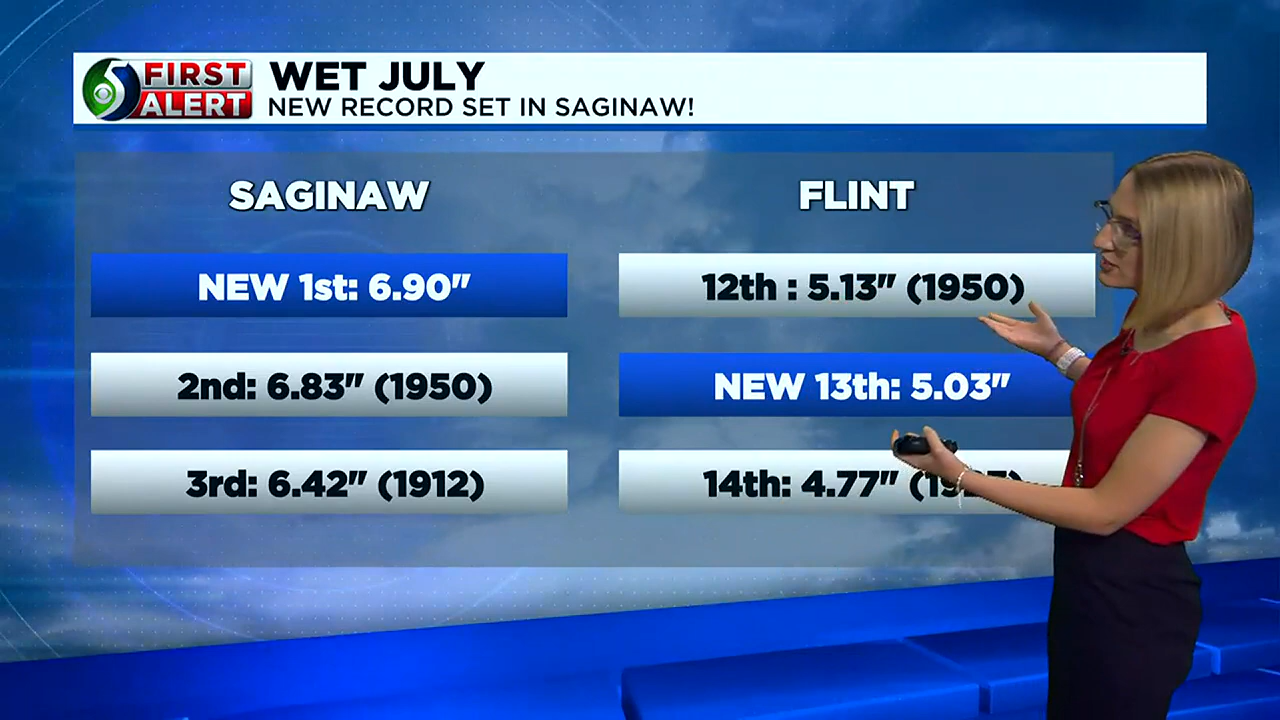 5 FIRST ALERT
WET JULY
NEW RECORD SET IN SAGINAW!
SAGINAW
NEW 1st: 6.90"
2nd: 6.83" (1950)
3rd: 6.42" (1912)
FLINT
12th : 5.13" (1950)
NEW 13th: 5.03"
14th: 4.77"